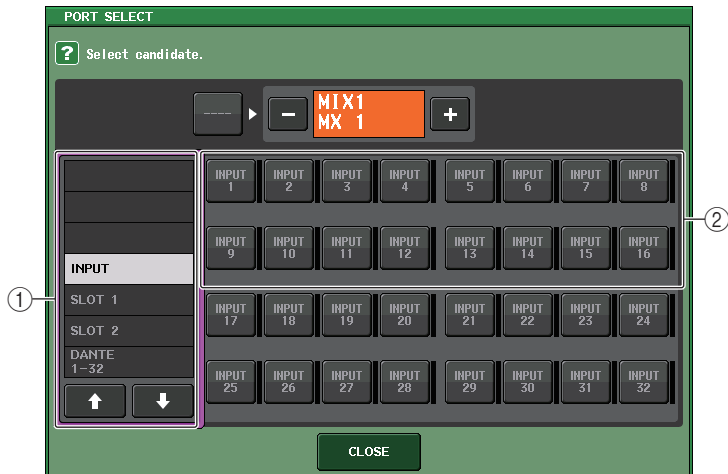 PORT SELECT
? Select candidate.
---- − MIX1 +
MX 1
INPUT
SLOT 1
SLOT 2
DANTE
1-32
INPUT 1 INPUT 2 INPUT 3 INPUT 4 INPUT 5 INPUT 6 INPUT 7 INPUT 8
INPUT 9 INPUT 10 INPUT 11 INPUT 12 INPUT 13 INPUT 14 INPUT 15 INPUT 16
INPUT 17 INPUT 18 INPUT 19 INPUT 20 INPUT 21 INPUT 22 INPUT 23 INPUT 24
INPUT 25 INPUT 26 INPUT 27 INPUT 28 INPUT 29 INPUT 30 INPUT 31 INPUT 32
CLOSE
1
2